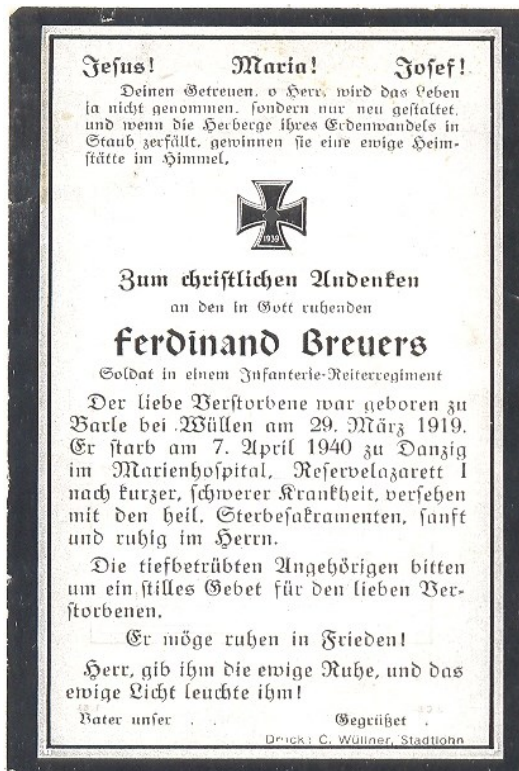 Jesus! Maria! Josef!
Deinen Getreuen, o Herr, wird das Leben
ja nicht genommen, sondern nur neu gestaltet,
und wenn die Herberge ihres Erdenwandels in
Staub zerfällt, gewinnen sie eine ewige Heim-
stätte im Himmel.
1939
Zum christlichen Andenken
an den in Gott ruhenden
Ferdinand Breuers
Soldat in einem Infanterie-Reiterregiment
Der liebe Verstorbene war geboren zu
Barle bei Wüllen am 29. März 1919.
Er starb am 7. April 1940 zu Danzig
im Marienhospital, Reservelazarett I
nach kurzer, schwerer Krankheit, versehen
mit den heil. Sterbesakramenten, sanft
und ruhig im Herrn.
Die tiefbetrübten Angehörigen bitten
um ein stilles Gebet für den lieben Ver-
storbenen.
Er möge ruhen in Frieden!
Herr, gib ihm die ewige Ruhe, und das
ewige Licht leuchte ihm!
Vater unser . . Gegrüßet .
Druck: C. Wüllner, Stadtlohn